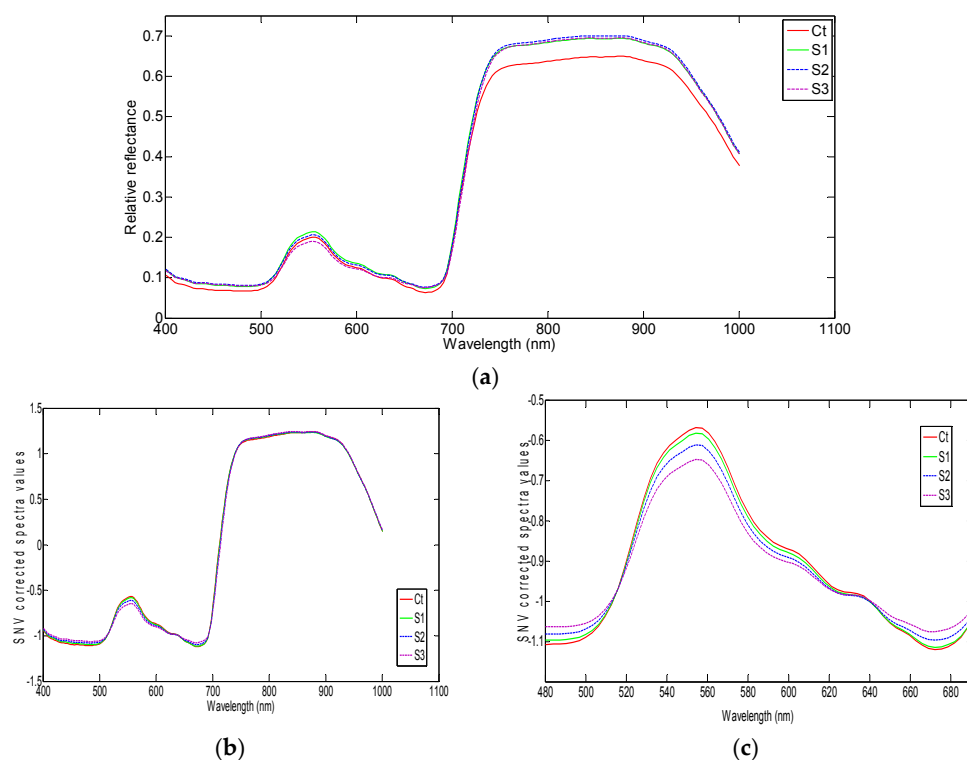 0.7
0.6
0.5
0.4
0.3
0.2
0.1
0
Relative reflectance
400 500 600 700 800 900 1000 1100
Wavelength (nm)
Ct
S1
S2
S3
(a)
1.5
1
0.5
0
-0.5
-1
-1.5
SNV corrected spectra values
400 500 600 700 800 900 1000 1100
Wavelength (nm)
Ct
S1
S2
S3
(b)
-0.5
-0.6
-0.7
-0.8
-0.9
-1
-1.1
SNV corrected spectra values
480 500 520 540 560 580 600 620 640 660 680
Wavelength (nm)
Ct
S1
S2
S3
(c)